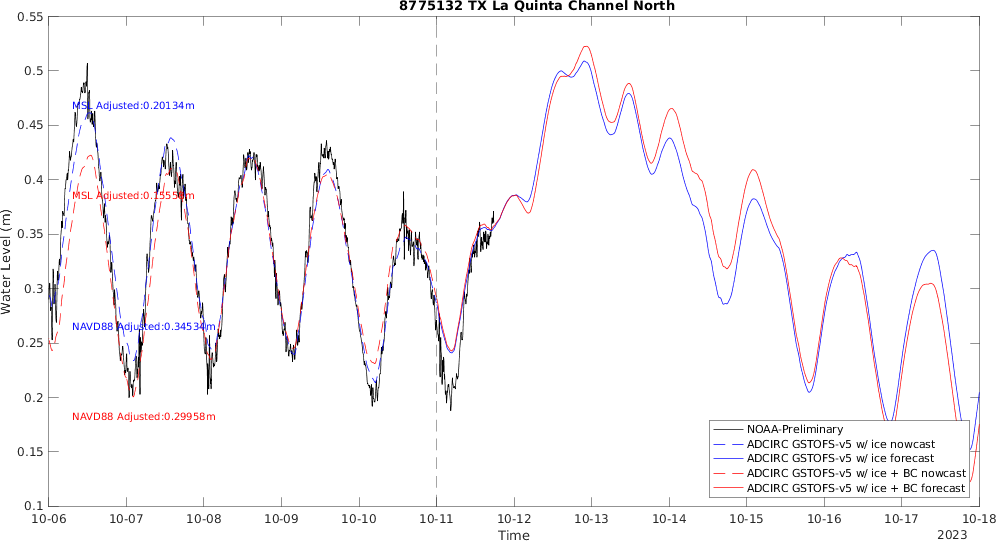 8775132 TX La Quinta Channel North
0.55
0.5
0.45
0.4
0.35
0.3
0.25
0.2
0.15
0.1
Water Level (m)
MSL Adjusted:0.20134m
MSL Adjusted:0.15558m
NAVD88 Adjusted:0.34534m
NAVD88 Adjusted:0.29958m
NOAA-Preliminary
ADCIRC GSTOFS-v5 w/ ice nowcast
ADCIRC GSTOFS-v5 w/ ice forecast
ADCIRC GSTOFS-v5 w/ ice + BC nowcast
ADCIRC GSTOFS-v5 w/ ice + BC forecast
10-06 10-07 10-08 10-09 10-10 10-11 10-12 10-13 10-14 10-15 10-16 10-17 10-18
Time
2023